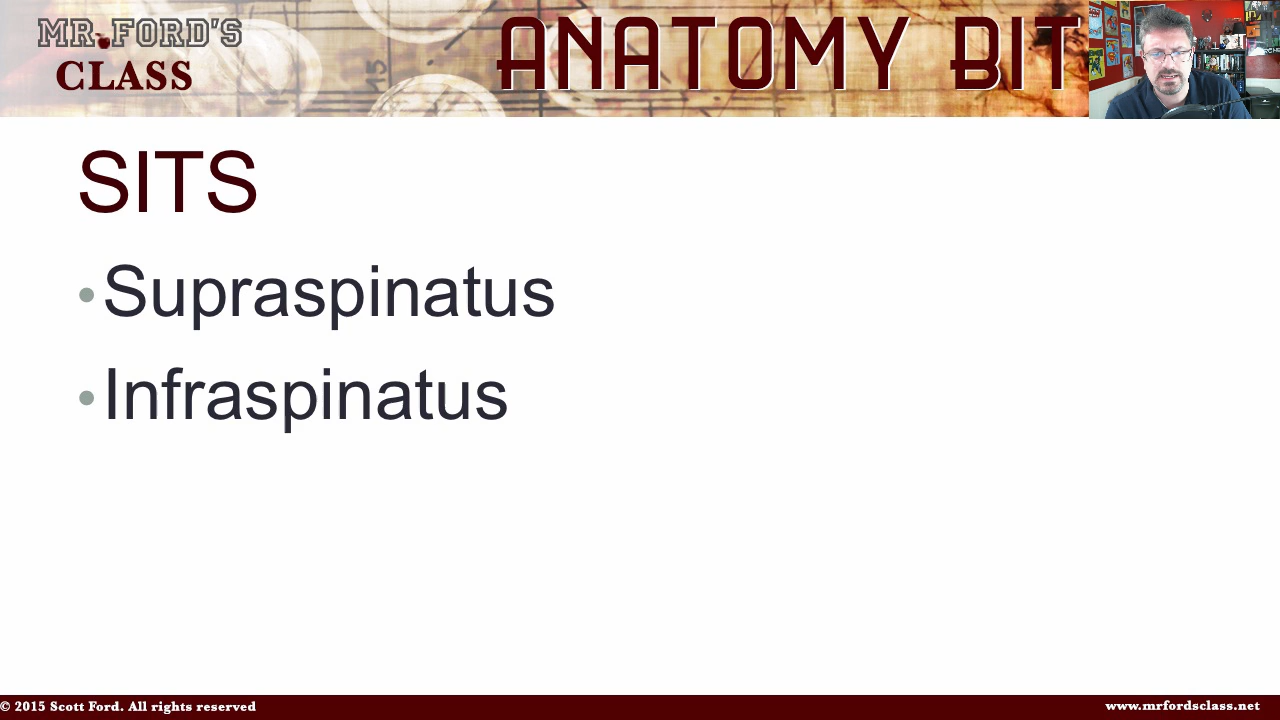 MR. FORD'S
CLASS
ANATOMY BIT
SITS
• Supraspinatus
• Infraspinatus
© 2015 Scott Ford. All rights reserved
www.mrfordsclass.net